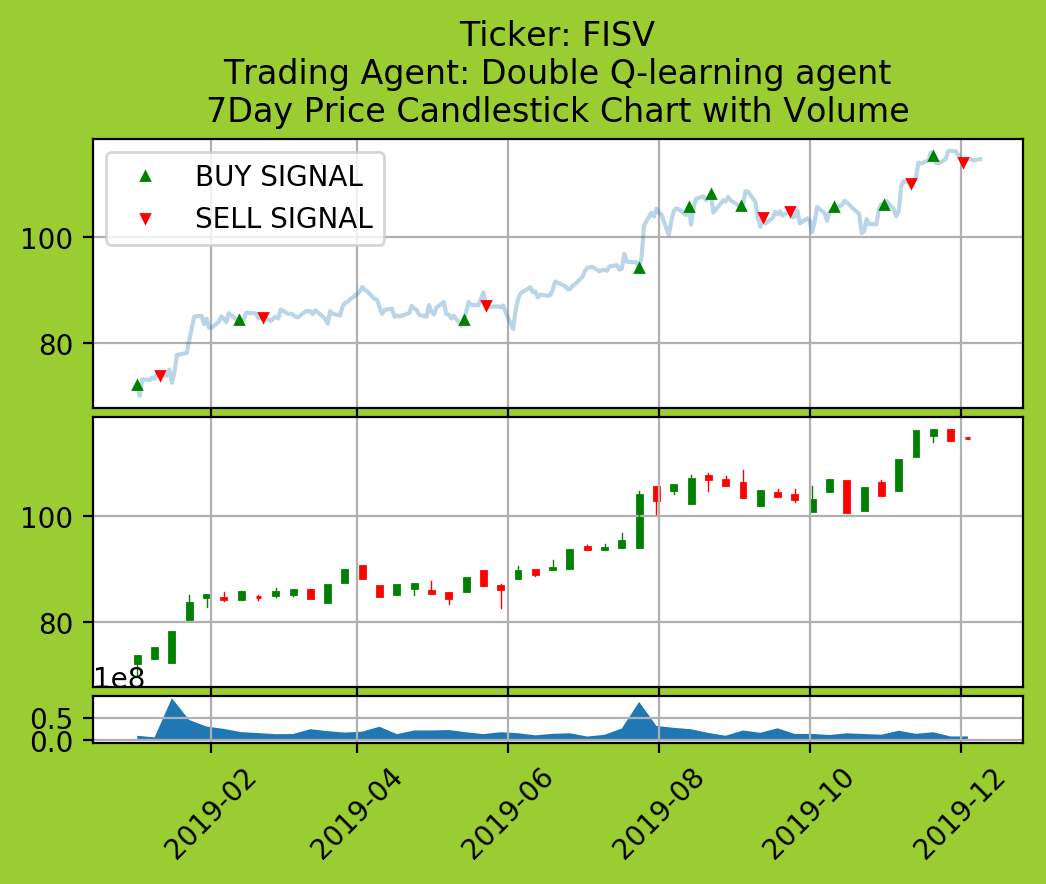 Ticker: FISV
Trading Agent: Double Q-learning agent
7Day Price Candlestick Chart with Volume
BUY SIGNAL
SELL SIGNAL
100
80
100
80
1e8
0.5
0.0
2019-02
2019-04
2019-06
2019-08
2019-10
2019-12